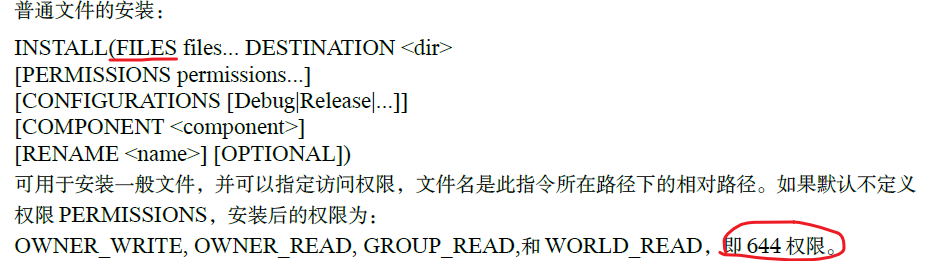 普通文件的安装：
INSTALL(FILES files... DESTINATION <dir>
[PERMISSIONS permissions...]
[CONFIGURATIONS [Debug|Release|...]]
[COMPONENT <component>]
[RENAME <name>] [OPTIONAL])
可用于安装一般文件，并可以指定访问权限，文件名是此指令所在路径下的相对路径。如果默认不定义
权限 PERMISSIONS，安装后的权限为：
OWNER_WRITE, OWNER_READ, GROUP_READ,和 WORLD_READ，即 644 权限。